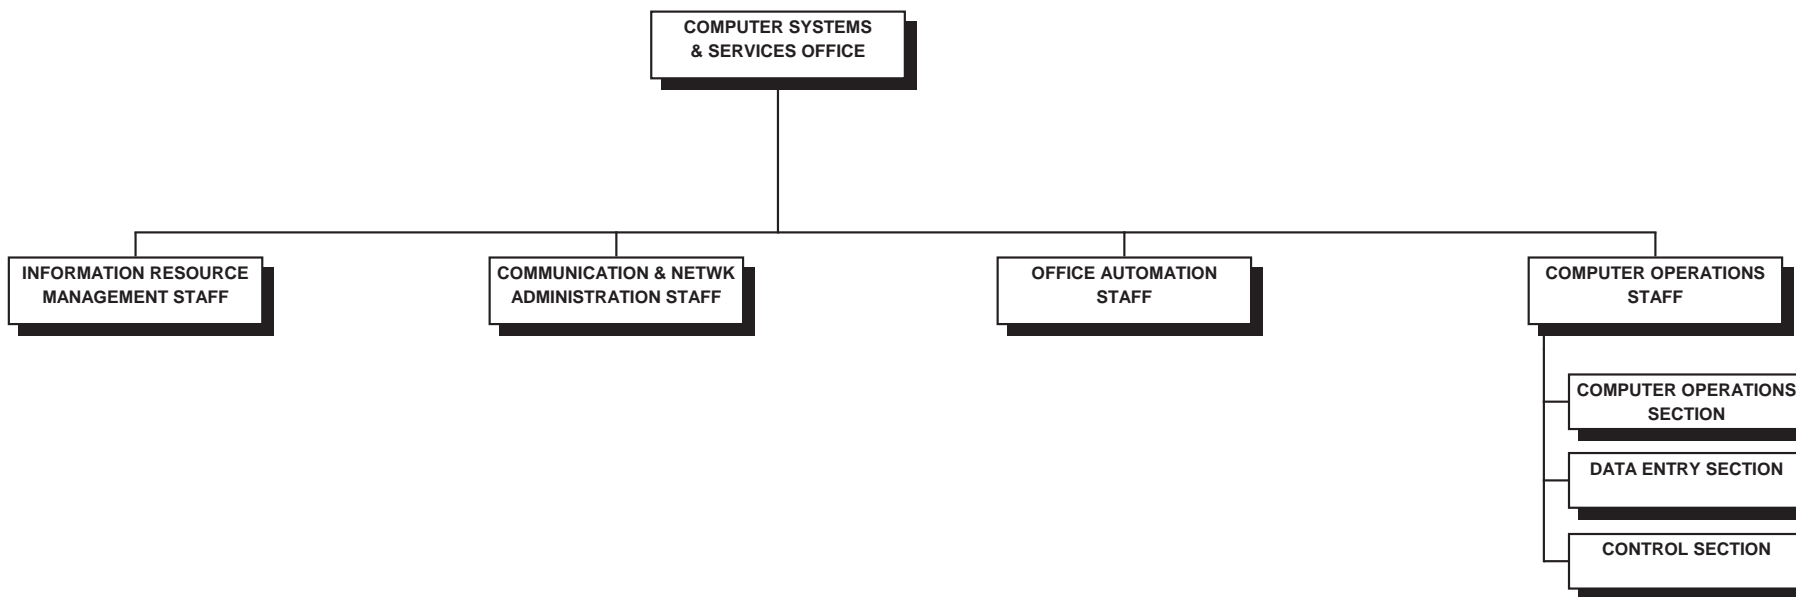 COMPUTER SYSTEMS
& SERVICES OFFICE
INFORMATION RESOURCE
MANAGEMENT STAFF
COMMUNICATION & NETWK
ADMINISTRATION STAFF
OFFICE AUTOMATION
STAFF
COMPUTER OPERATIONS
STAFF
COMPUTER OPERATIONS
SECTION
DATA ENTRY SECTION
CONTROL SECTION